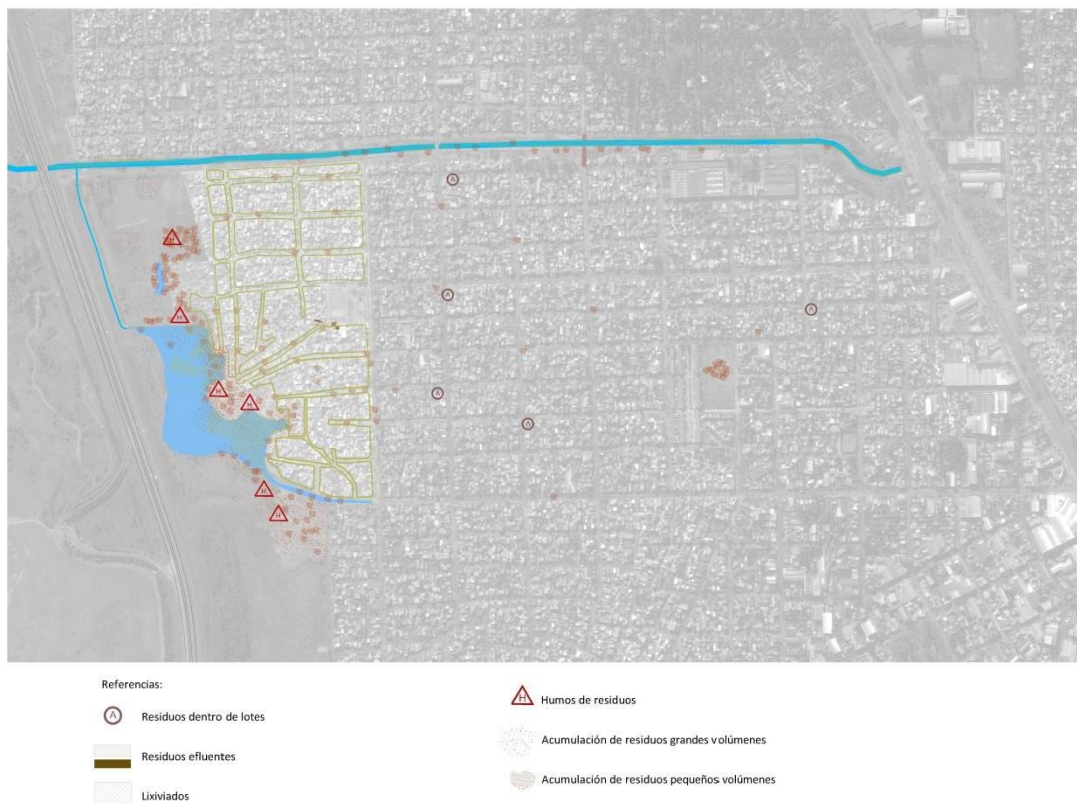 H
A
H
A
A
H
H
A
A
H
H
Referencias:
A Residuos dentro de lotes
Residuos efluentes
Lixiviados
H Humos de residuos
Acumulación de residuos grandes volúmenes
Acumulación de residuos pequeños volúmenes